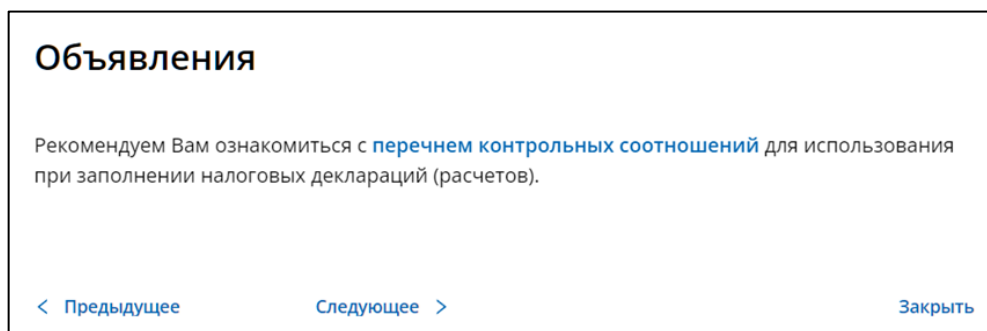 Объявления
Рекомендуем Вам ознакомиться с перечнем контрольных соотношений для использования
при заполнении налоговых деклараций (расчетов).
< Предыдущее Следующее > Закрыть